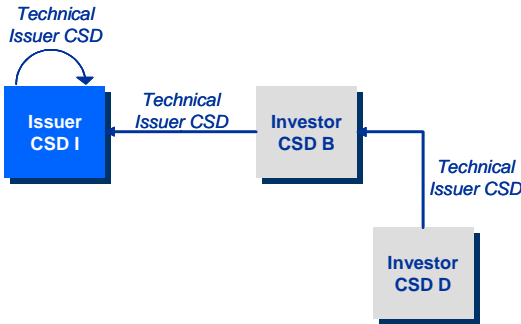 Technical
Issuer CSD
Issuer
CSD I
Technical
Issuer CSD
Investor
CSD B
Technical
Issuer CSD
Investor
CSD D